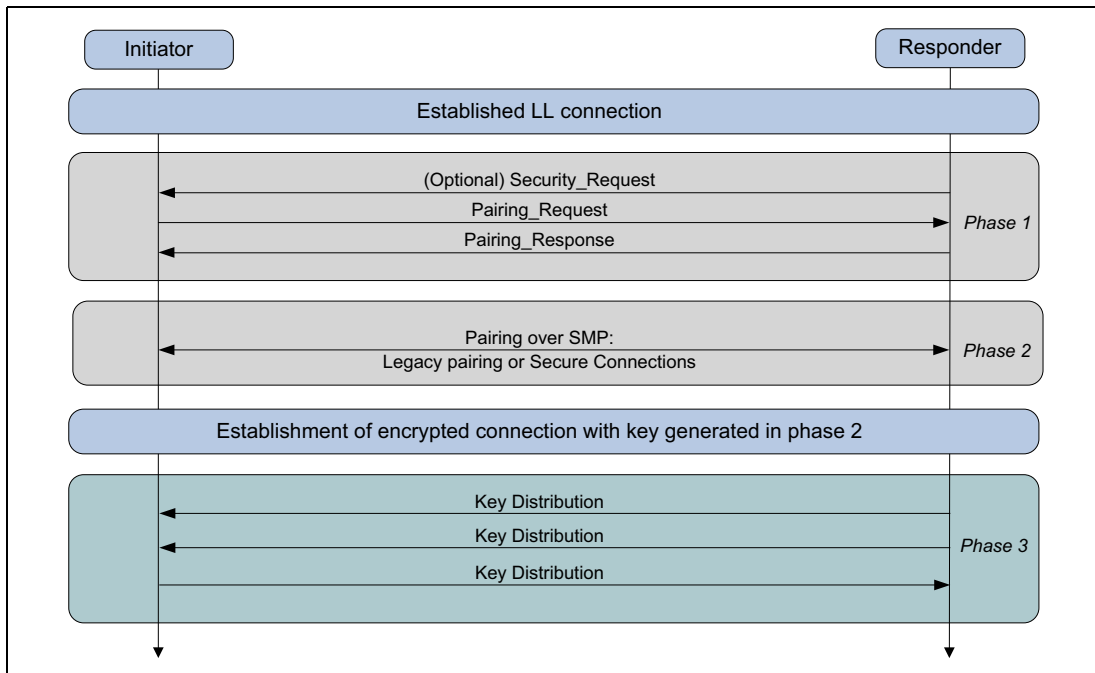 Initiator
Responder
Established LL connection
(Optional) Security_Request
Pairing_Request
Phase 1
Pairing_Response
Pairing over SMP:
Phase 2
Legacy pairing or Secure Connections
Establishment of encrypted connection with key generated in phase 2
Key Distribution
Key Distribution
Phase 3
Key Distribution